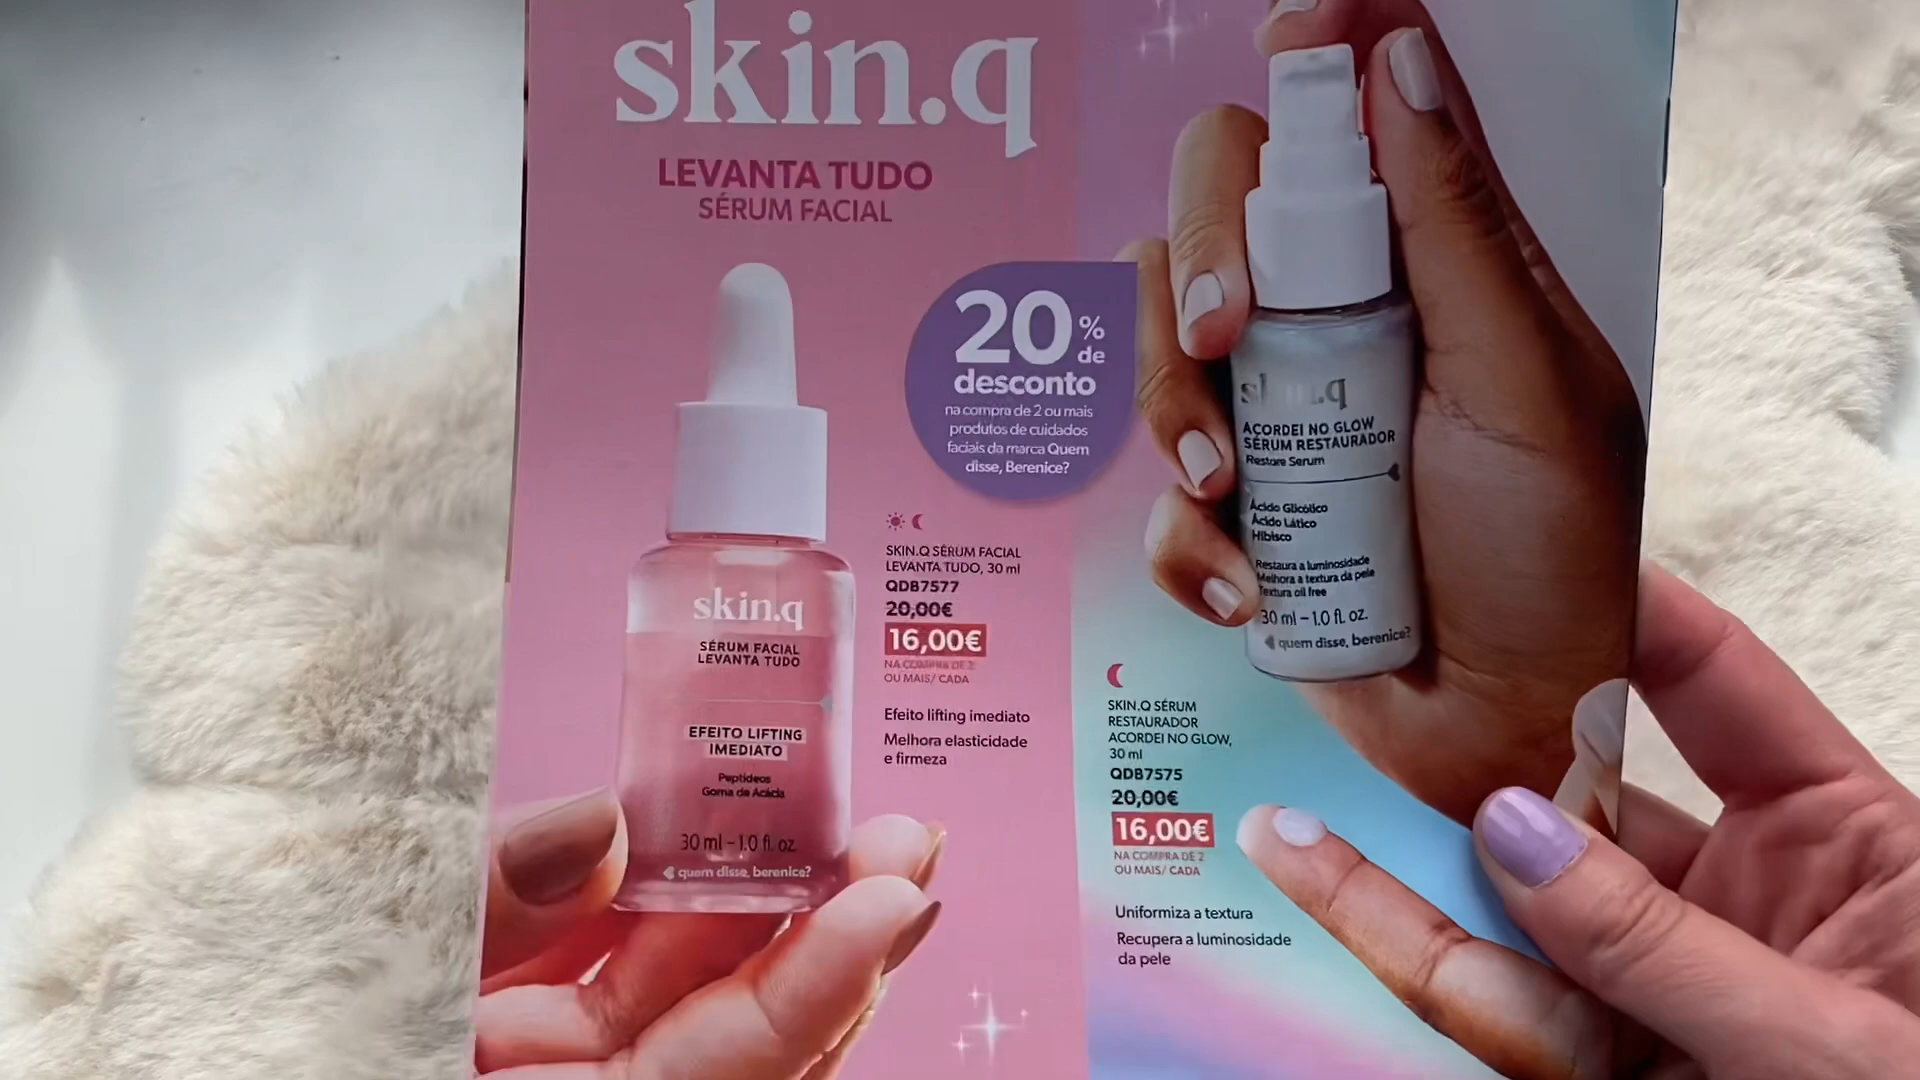 skin.q
LEVANTA TUDO
SÉRUM FACIAL
20%
de
desconto
na compra de 2 ou mais
produtos de cuidados
faciais da marca Quem
disse, Berenice?
SKIN.Q SÉRUM FACIAL
LEVANTA TUDO, 30 ml
QDB7577
20,00€
16,00€
NA COMPRA DE 2
OU MAIS/ CADA
Efeito lifting imediato
Melhora elasticidade
e firmeza
skin.q
SÉRUM FACIAL
LEVANTA TUDO
EFEITO LIFTING
IMEDIATO
Peptídeos
Goma de Acácia
30 ml – 1.0 fl. oz.
quem disse, berenice?
skin.q
ACORDEI NO GLOW
SÉRUM RESTAURADOR
Restore Serum
Ácido Glicólico
Ácido Lático
Hibisco
Restaura a luminosidade
Melhora a textura da pele
Textura oil free
30 ml – 1.0 fl. oz.
quem disse, berenice?
SKIN.Q SÉRUM
RESTAURADOR
ACORDEI NO GLOW,
30 ml
QDB7575
20,00€
16,00€
NA COMPRA DE 2
OU MAIS/ CADA
Uniformiza a textura
Recupera a luminosidade
da pele